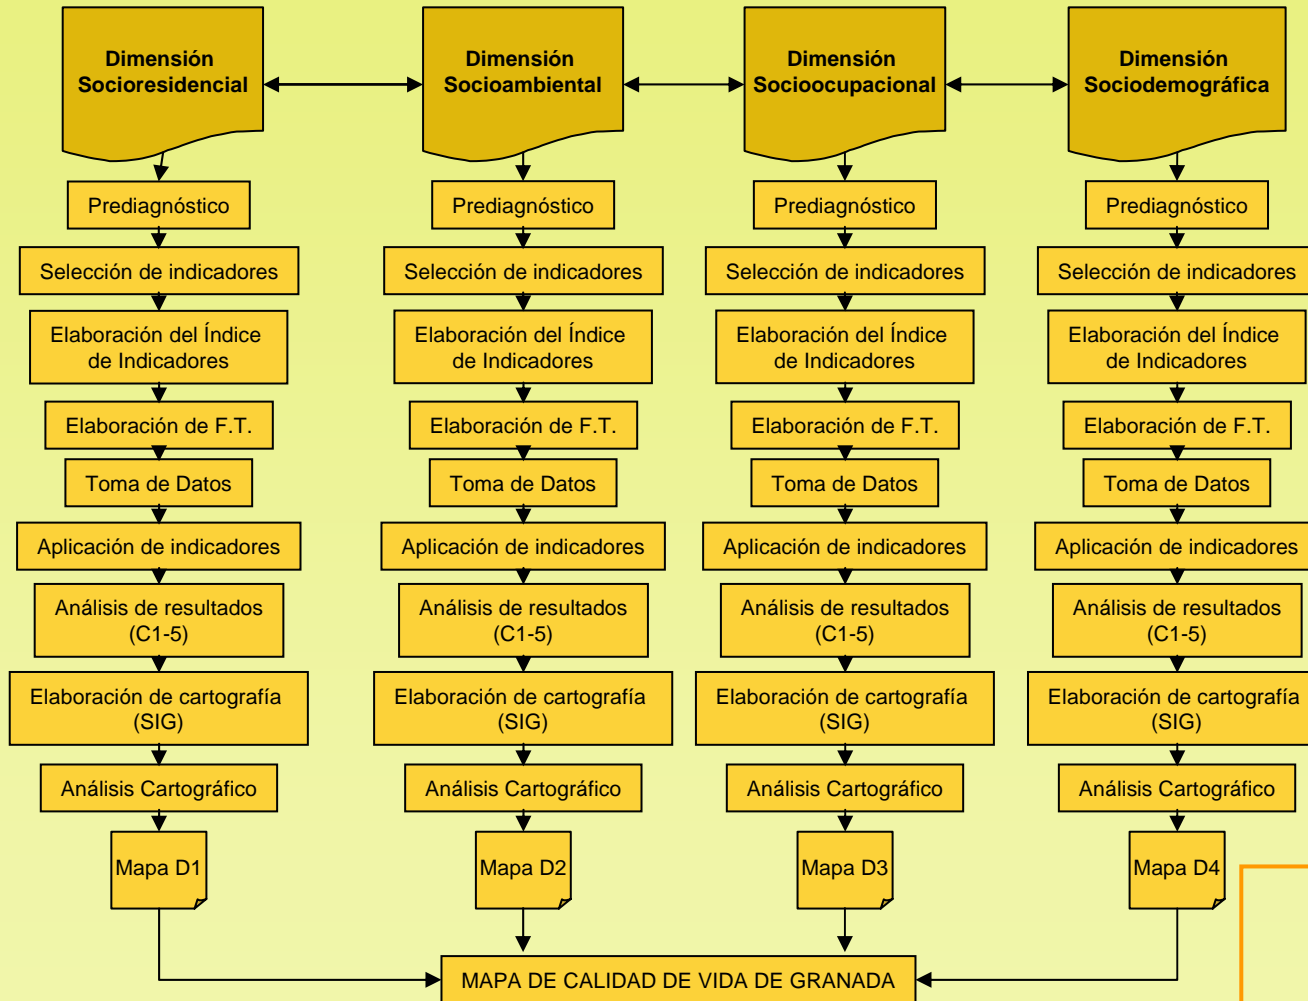 Dimensión
Socioresidencial
Dimensión
Socioambiental
Dimensión
Socioocupacional
Dimensión
Sociodemográfica
Prediagnóstico
Prediagnóstico
Prediagnóstico
Prediagnóstico
Selección de indicadores
Selección de indicadores
Selección de indicadores
Selección de indicadores
Elaboración del Índice
de Indicadores
Elaboración del Índice
de Indicadores
Elaboración del Índice
de Indicadores
Elaboración del Índice
de Indicadores
Elaboración de F.T.
Elaboración de F.T.
Elaboración de F.T.
Elaboración de F.T.
Toma de Datos
Toma de Datos
Toma de Datos
Toma de Datos
Aplicación de indicadores
Aplicación de indicadores
Aplicación de indicadores
Aplicación de indicadores
Análisis de resultados
(C1-5)
Análisis de resultados
(C1-5)
Análisis de resultados
(C1-5)
Análisis de resultados
(C1-5)
Elaboración de cartografía
(SIG)
Elaboración de cartografía
(SIG)
Elaboración de cartografía
(SIG)
Elaboración de cartografía
(SIG)
Análisis Cartográfico
Análisis Cartográfico
Análisis Cartográfico
Análisis Cartográfico
Mapa D1
Mapa D2
Mapa D3
Mapa D4
MAPA DE CALIDAD DE VIDA DE GRANADA